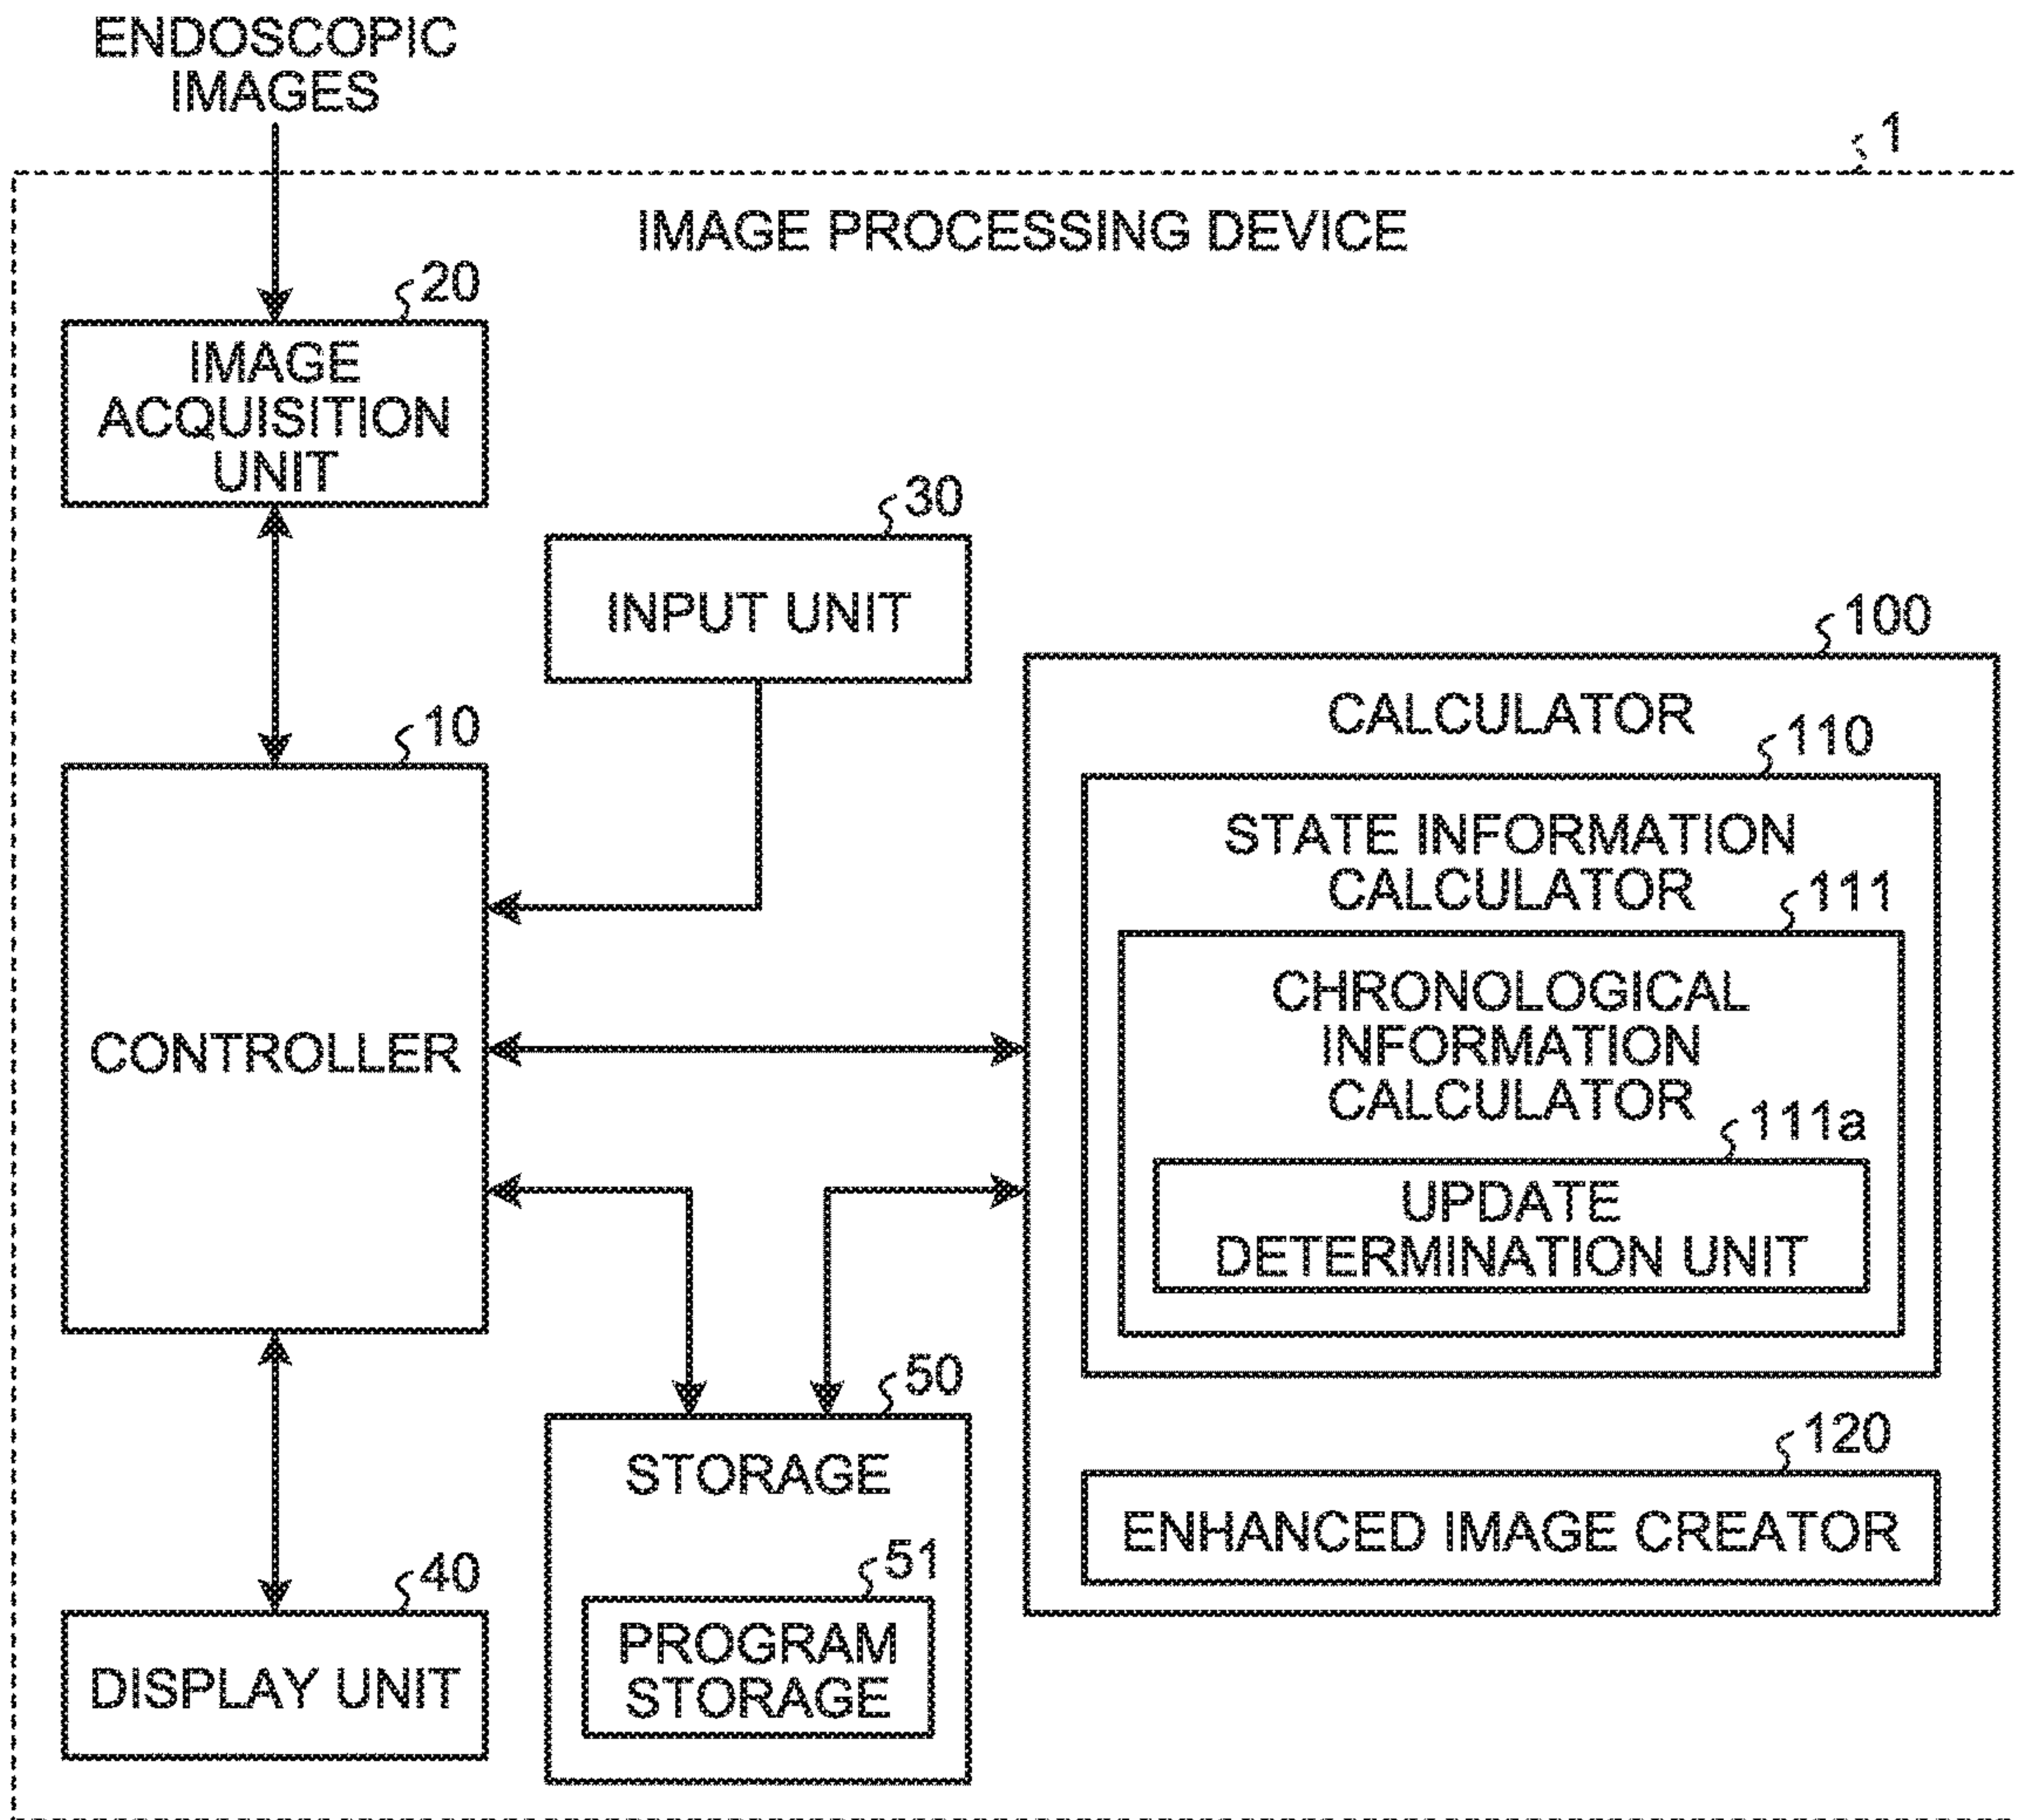 ENDOSCOPIC
IMAGES
1
IMAGE PROCESSING DEVICE
20
IMAGE
ACQUISITION
UNIT
30
INPUT UNIT
10
CONTROLLER
100
CALCULATOR
110
STATE INFORMATION
CALCULATOR
111
CHRONOLOGICAL
INFORMATION
CALCULATOR
111a
UPDATE
DETERMINATION UNIT
50
STORAGE
51
PROGRAM
STORAGE
120
ENHANCED IMAGE CREATOR
40
DISPLAY UNIT